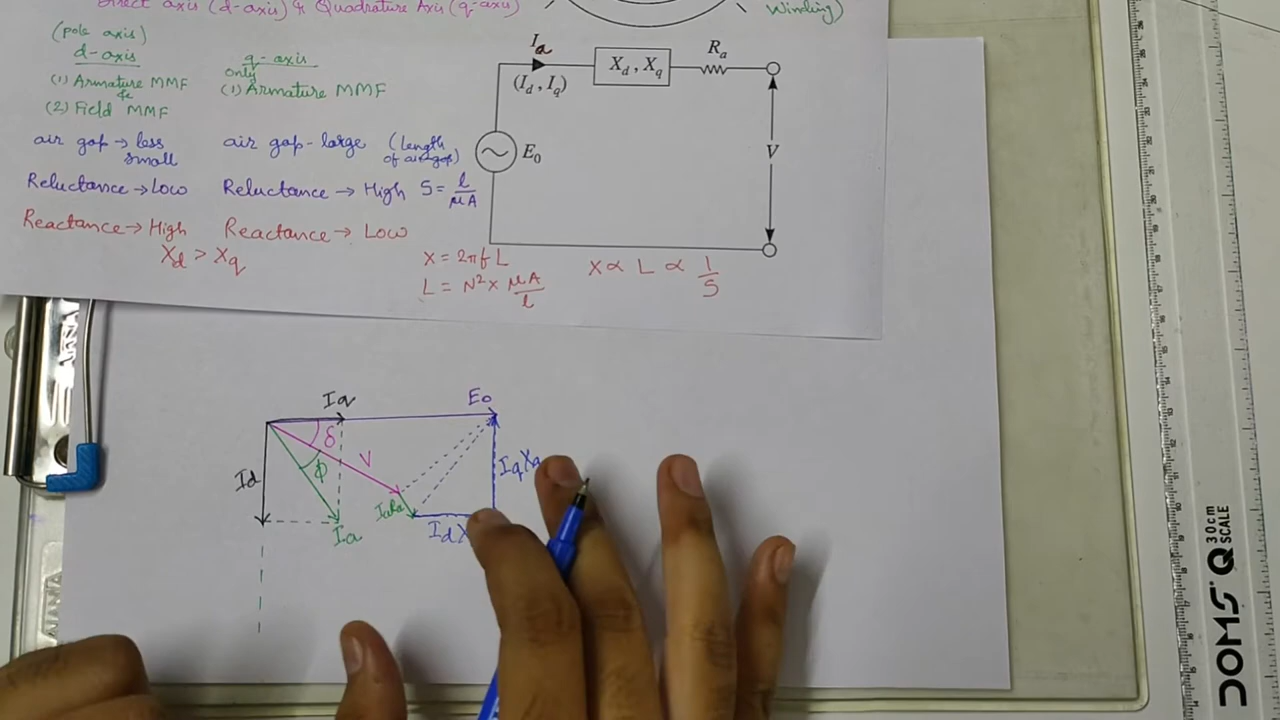 Direct axis (d-axis) & Quadrature Axis (q-axis)
Winding)
(pole axis)
d-axis
(1) Armature MMF
&
(2) Field MMF
q-axis
only
(1) Armature MMF
air gap → less
small
air gap - large (Length
of air gap)
Reluctance → Low
Reluctance → High S = l/μA
Reactance → High
Reactance → Low
Xd > Xq
X = 2πfL
L = N² × μA/l
X ∝ L ∝ 1/S
Ia
(Id, Iq)
Xd, Xq
Ra
E0
V
Iq
E0
δ
Id
ϕ
V
IqXq
IaRa
IdX
Ia
DOMS Q 30cm
SCALE